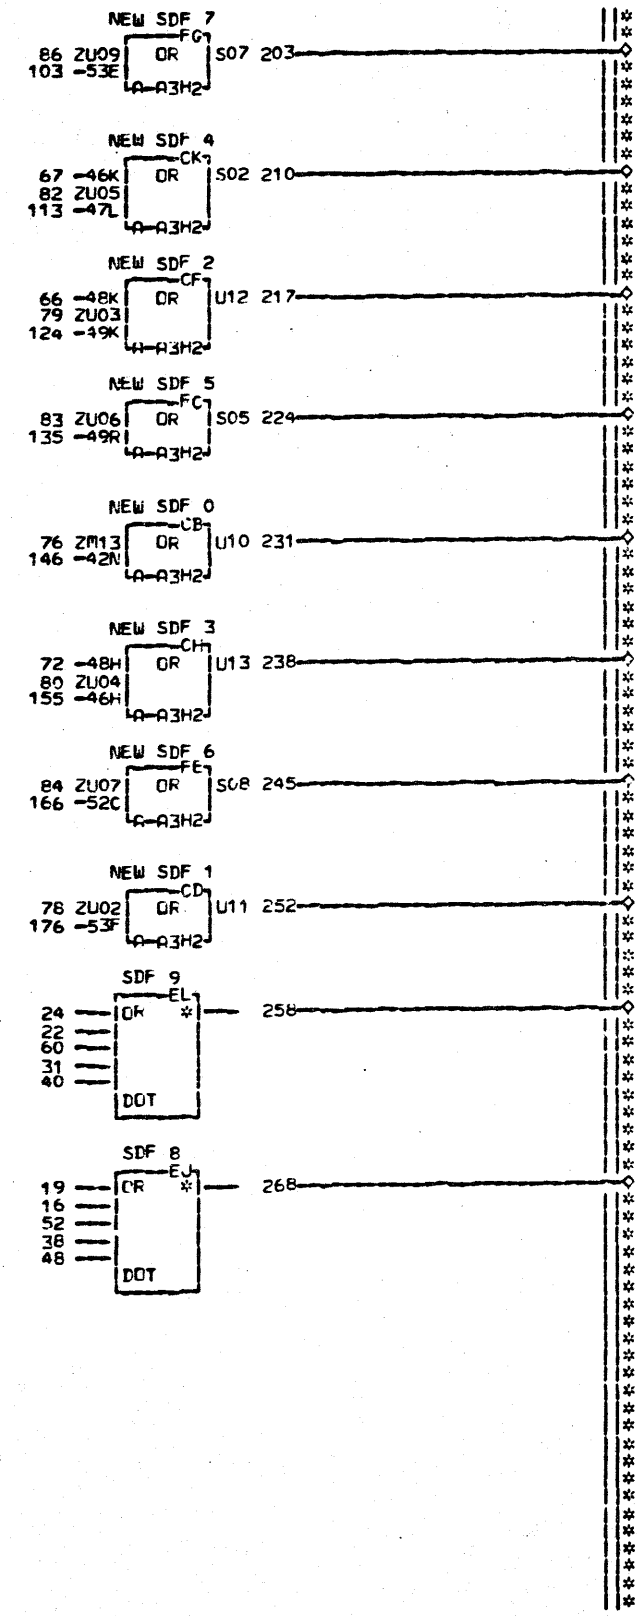 NEW SDF 7
FG
86 ZU09 OR S07 203
103 -53E
A-A3H2
NEW SDF 4
CK
67 -46K OR S02 210
82 ZU05
113 -47L
A-A3H2
NEW SDF 2
CF
66 -48K OR U12 217
79 ZU03
124 -49K
A-A3H2
NEW SDF 5
FC
83 ZU06 OR S05 224
135 -49R
A-A3H2
NEW SDF 0
CB
76 ZM13 OR U10 231
146 -42N
A-A3H2
NEW SDF 3
CH
72 -48H OR U13 238
80 ZU04
155 -46H
A-A3H2
NEW SDF 6
FE
84 ZU07 OR S08 245
166 -52C
A-A3H2
NEW SDF 1
CD
78 ZU02 OR U11 252
176 -53F
A-A3H2
SDF 9
EL
24 OR * 258
22
60
31
40
DOT
SDF 8
EJ
19 OR * 268
16
52
38
48
DOT